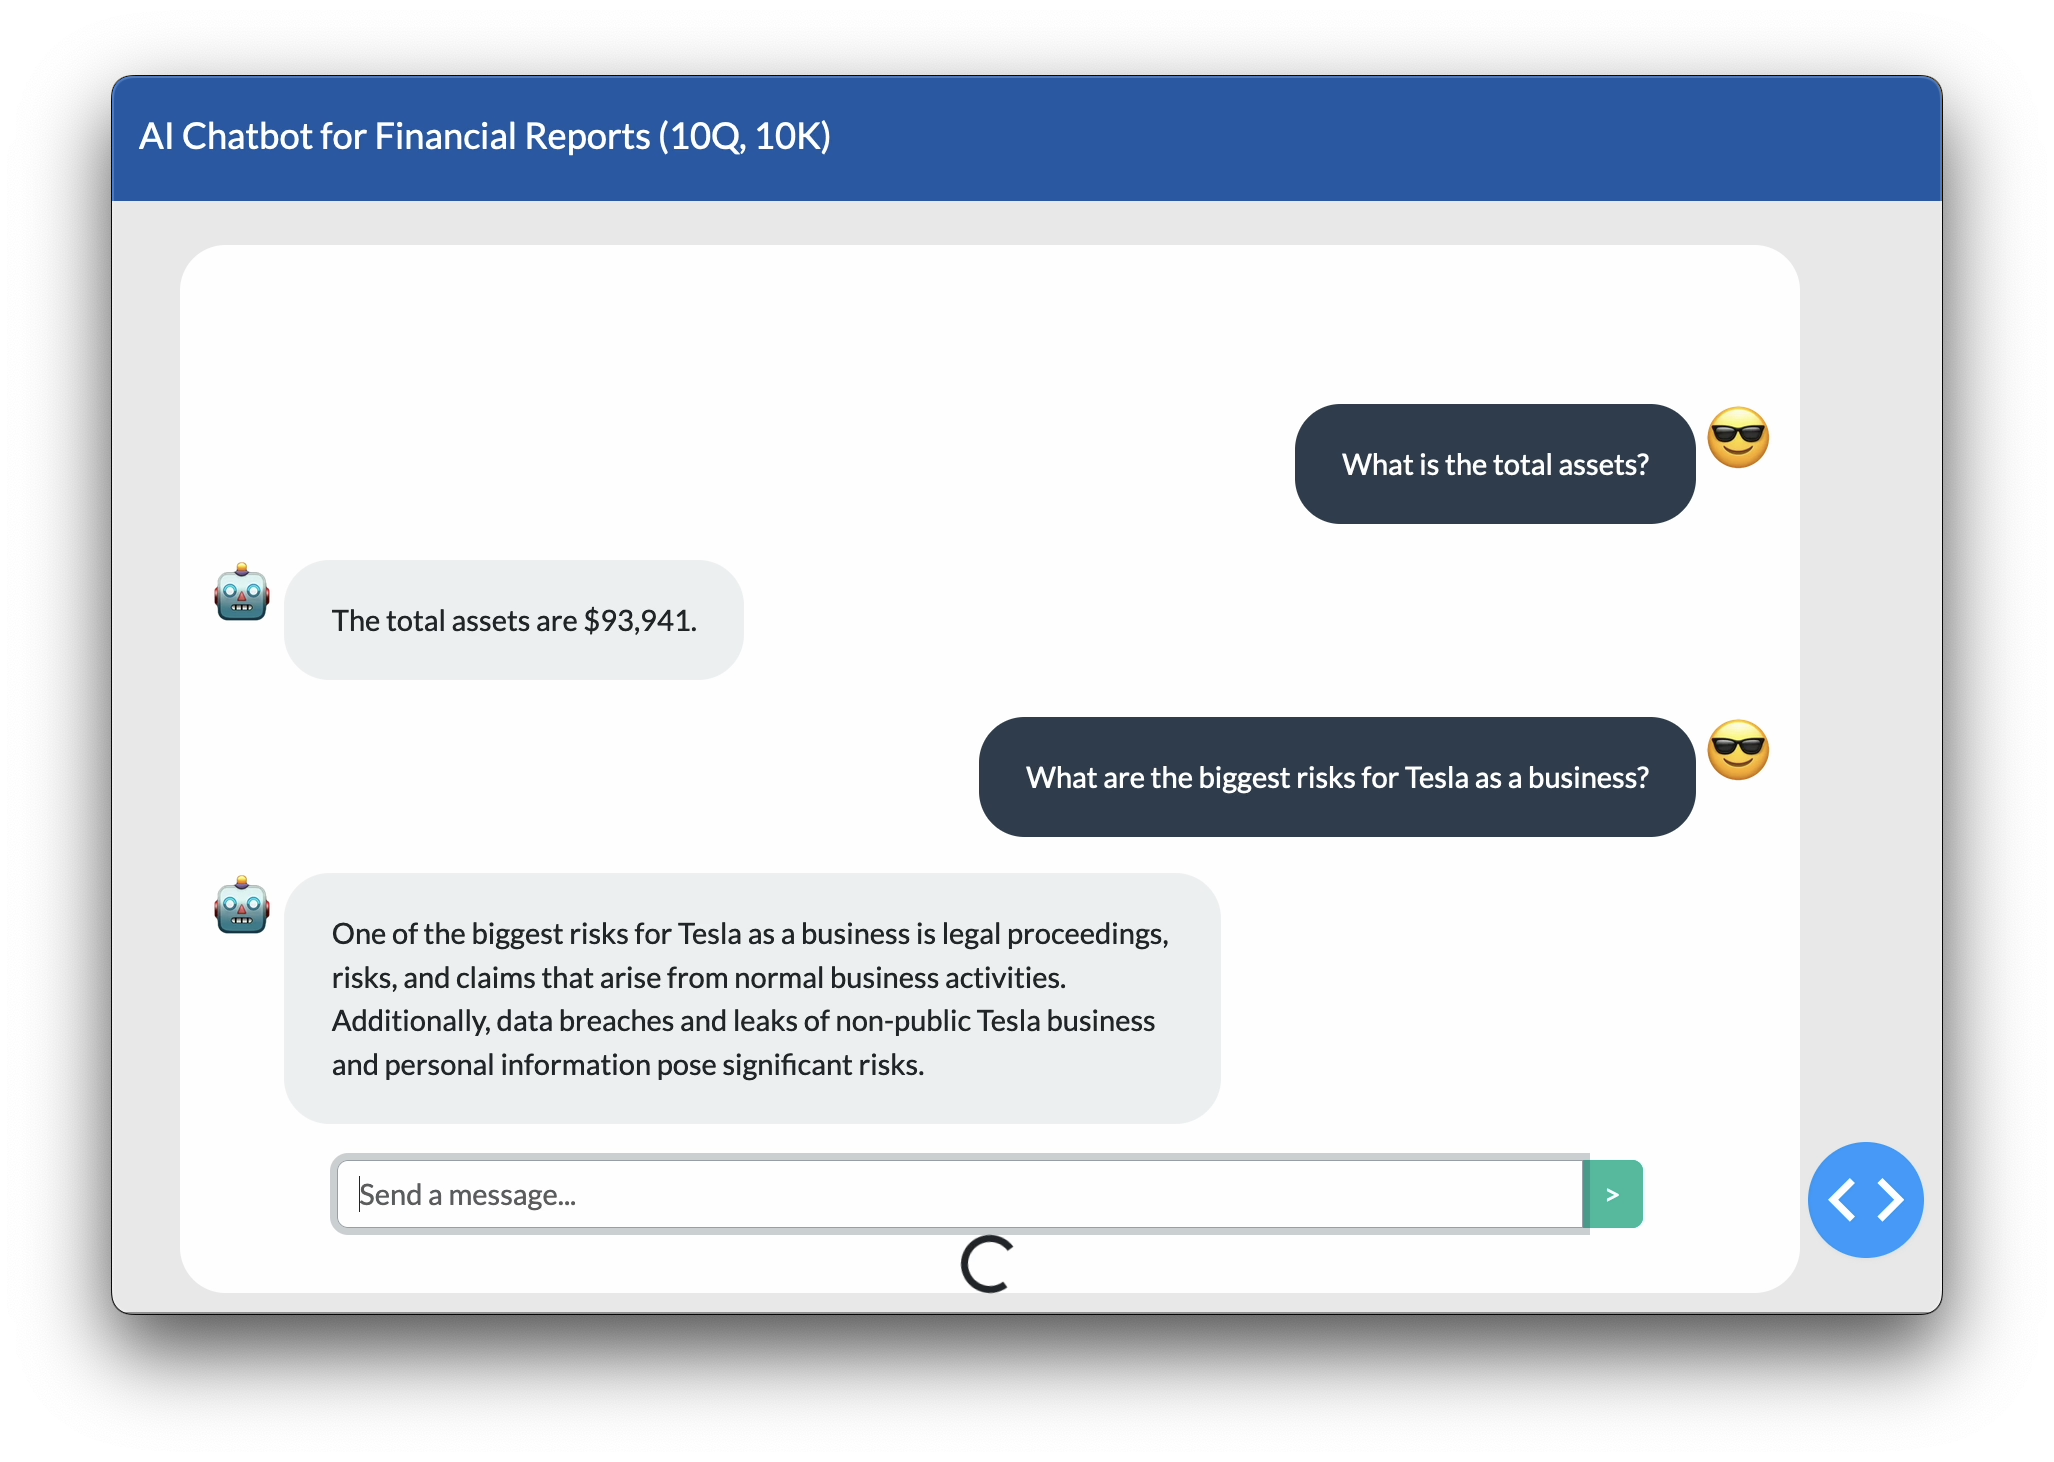 AI Chatbot for Financial Reports (10Q, 10K)
What is the total assets?
The total assets are $93,941.
What are the biggest risks for Tesla as a business?
One of the biggest risks for Tesla as a business is legal proceedings,
risks, and claims that arise from normal business activities.
Additionally, data breaches and leaks of non-public Tesla business
and personal information pose significant risks.
Send a message...
>